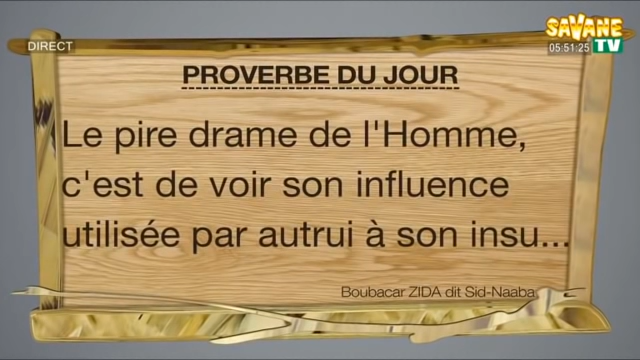 DIRECT
SAVANE
TV
05:51:25
PROVERBE DU JOUR
Le pire drame de l'Homme,
c'est de voir son influence
utilisée par autrui à son insu...
Boubacar ZIDA dit Sid-Naaba